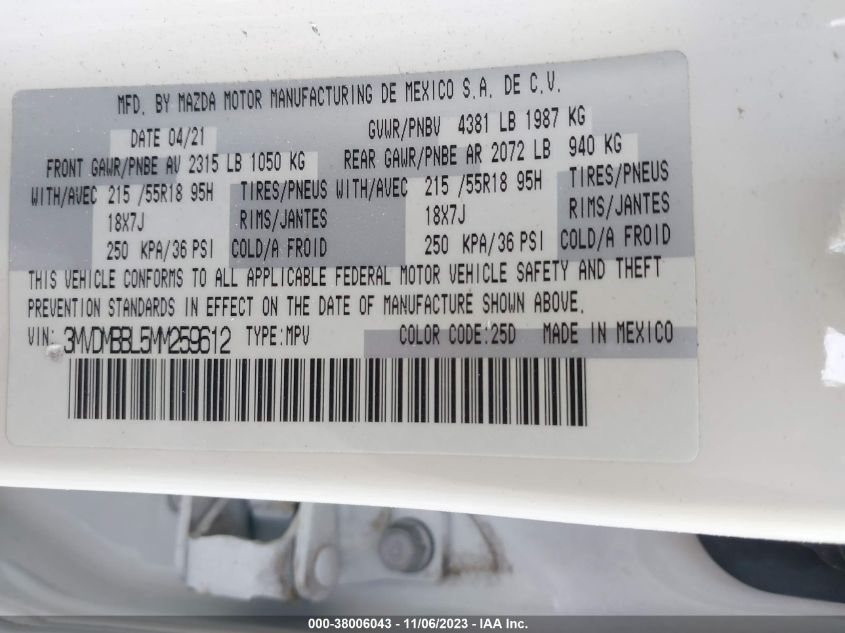 MFD. BY MAZDA MOTOR MANUFACTURING DE MEXICO S.A. DE C.V.
DATE 04/21 GVWR/PNBV 4381 LB 1987 KG
FRONT GAWR/PNBE AV 2315 LB 1050 KG REAR GAWR/PNBE AR 2072 LB 940 KG
WITH/AVEC 215 /55R18 95H TIRES/PNEUS WITH/AVEC 215 /55R18 95H TIRES/PNEUS
18X7J RIMS/JANTES 18X7J RIMS/JANTES
250 KPA/36 PSI COLD/A FROID 250 KPA/36 PSI COLD/A FROID
THIS VEHICLE CONFORMS TO ALL APPLICABLE FEDERAL MOTOR VEHICLE SAFETY AND THEFT
PREVENTION STANDARDS IN EFFECT ON THE DATE OF MANUFACTURE SHOWN ABOVE.
VIN: 3MVDMBBL5MM259612 TYPE:MPV COLOR CODE:25D MADE IN MEXICO
000-38006043 - 11/06/2023 - IAA Inc.